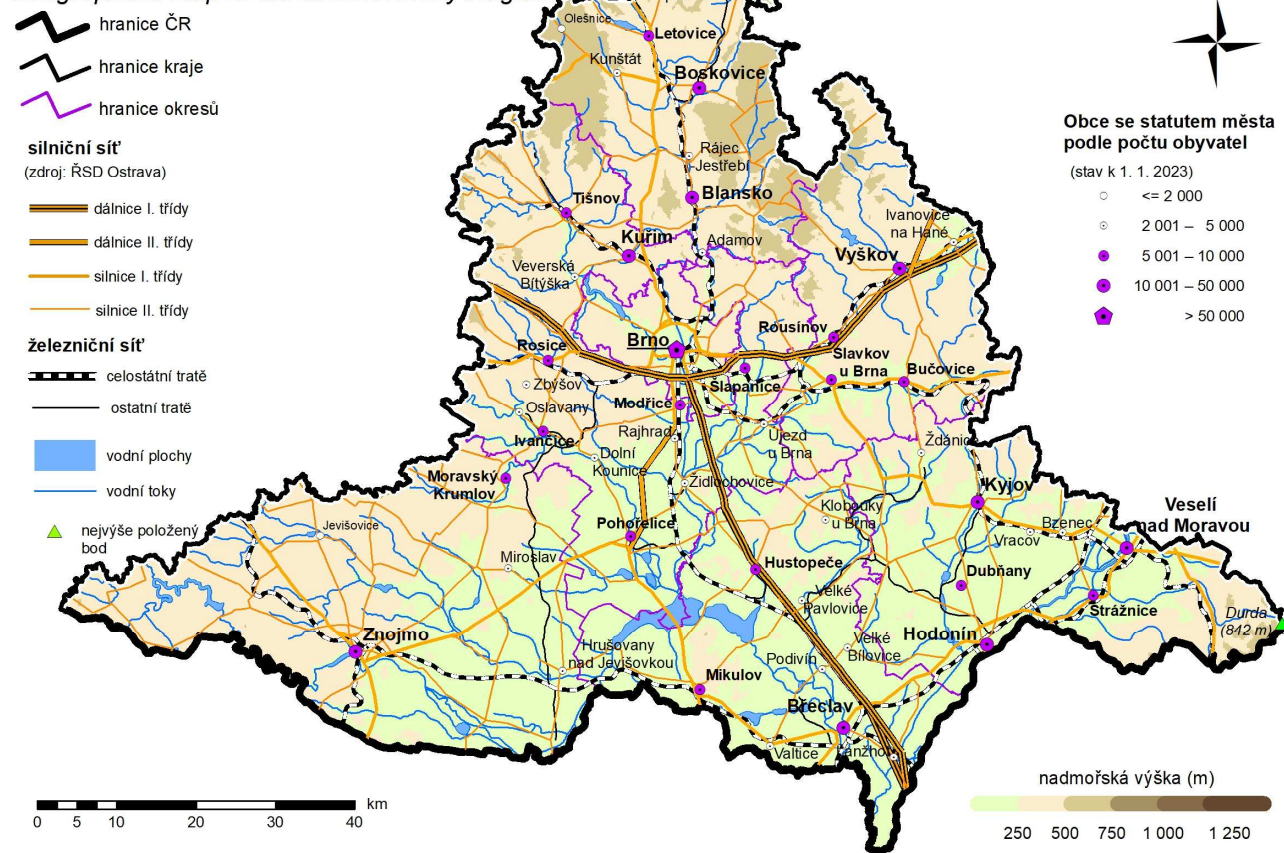 hranice ČR
hranice kraje
hranice okresů
silniční síť
(zdroj: ŘSD Ostrava)
dálnice I. třídy
dálnice II. třídy
silnice I. třídy
silnice II. třídy
železniční síť
celostátní tratě
ostatní tratě
vodní plochy
vodní toky
nejvýše položený
bod
Obce se statutem města
podle počtu obyvatel
(stav k 1. 1. 2023)
<= 2 000
2 001 – 5 000
5 001 – 10 000
10 001 – 50 000
> 50 000
Olešnice
Letovice
Kunštát
Boskovice
Rájec
Jestřebí
Blansko
Tišnov
Ivanovice
na Hané
Kuřim
Adamov
Vyškov
Veverská
Bítýška
Rousínov
Brno
Rosice
Slavkov
u Brna
Bučovice
Šlapanice
Zbýšov
Oslavany
Modřice
Ivančice
Rajhrad
Újezd
u Brna
Ždánice
Dolní
Kounice
Moravský
Krumlov
Židlochovice
Kyjov
Klobouky
u Brna
Veselí
nad Moravou
Jevišovice
Pohořelice
Bzenec
Vracov
Miroslav
Hustopeče
Dubňany
Velké
Pavlovice
Strážnice
Durda
(842 m)
Znojmo
Hodonín
Hrušovany
nad Jevišovkou
Velké
Bílovice
Podivín
Mikulov
Břeclav
Valtice
Lanžhot
nadmořská výška (m)
250 500 750 1 000 1 250
km
0 5 10 20 30 40